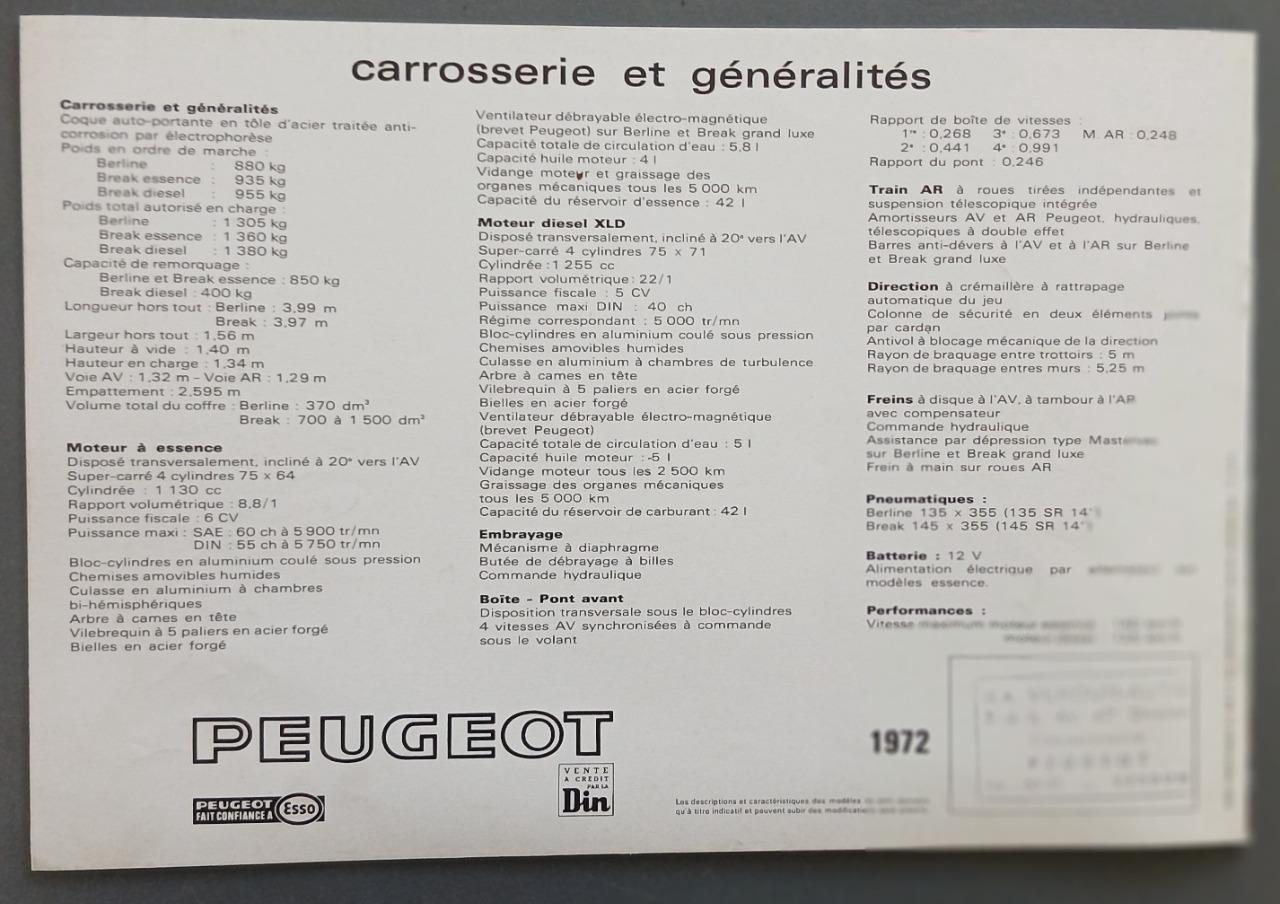 carrosserie et généralités
Carrosserie et généralités
Coque auto-portante en tôle d'acier traitée anti-
corrosion par électrophorèse
Poids en ordre de marche :
Berline : 880 kg
Break essence : 935 kg
Break diesel : 955 kg
Poids total autorisé en charge :
Berline : 1 305 kg
Break essence : 1 360 kg
Break diesel : 1 380 kg
Capacité de remorquage :
Berline et Break essence : 850 kg
Break diesel : 400 kg
Longueur hors tout : Berline : 3,99 m
Break : 3,97 m
Largeur hors tout : 1,56 m
Hauteur à vide : 1,40 m
Hauteur en charge : 1,34 m
Voie AV : 1,32 m - Voie AR : 1,29 m
Empattement : 2,595 m
Volume total du coffre : Berline : 370 dm³
Break : 700 à 1 500 dm³
Moteur à essence
Disposé transversalement, incliné à 20° vers l'AV
Super-carré 4 cylindres 75 x 64
Cylindrée : 1 130 cc
Rapport volumétrique : 8,8/1
Puissance fiscale : 6 CV
Puissance maxi : SAE : 60 ch à 5 900 tr/mn
DIN : 55 ch à 5 750 tr/mn
Bloc-cylindres en aluminium coulé sous pression
Chemises amovibles humides
Culasse en aluminium à chambres
bi-hémisphériques
Arbre à cames en tête
Vilebrequin à 5 paliers en acier forgé
Bielles en acier forgé
Ventilateur débrayable électro-magnétique
(brevet Peugeot) sur Berline et Break grand luxe
Capacité totale de circulation d'eau : 5,8 l
Capacité huile moteur : 4 l
Vidange moteur et graissage des
organes mécaniques tous les 5 000 km
Capacité du réservoir d'essence : 42 l
Moteur diesel XLD
Disposé transversalement, incliné à 20° vers l'AV
Super-carré 4 cylindres 75 x 71
Cylindrée : 1 255 cc
Rapport volumétrique : 22/1
Puissance fiscale : 5 CV
Puissance maxi DIN : 40 ch
Régime correspondant : 5 000 tr/mn
Bloc-cylindres en aluminium coulé sous pression
Chemises amovibles humides
Culasse en aluminium à chambres de turbulence
Arbre à cames en tête
Vilebrequin à 5 paliers en acier forgé
Bielles en acier forgé
Ventilateur débrayable électro-magnétique
(brevet Peugeot)
Capacité totale de circulation d'eau : 5 l
Capacité huile moteur : -5 l
Vidange moteur tous les 2 500 km
Graissage des organes mécaniques
tous les 5 000 km
Capacité du réservoir de carburant : 42 l
Embrayage
Mécanisme à diaphragme
Butée de débrayage à billes
Commande hydraulique
Boîte - Pont avant
Disposition transversale sous le bloc-cylindres
4 vitesses AV synchronisées à commande
sous le volant
Rapport de boîte de vitesses :
1re : 0,268 3e : 0,673 M. AR : 0,248
2e : 0,441 4e : 0,991
Rapport du pont : 0,246
Train AR à roues tirées indépendantes et
suspension télescopique intégrée
Amortisseurs AV et AR Peugeot, hydrauliques,
télescopiques à double effet
Barres anti-dévers à l'AV et à l'AR sur Berline
et Break grand luxe
Direction à crémaillère à rattrapage
automatique du jeu
Colonne de sécurité en deux éléments
par cardan
Antivol à blocage mécanique de la direction
Rayon de braquage entre trottoirs : 5 m
Rayon de braquage entres murs : 5,25 m
Freins à disque à l'AV, à tambour à l'AR
avec compensateur
Commande hydraulique
Assistance par dépression type
sur Berline et Break grand luxe
Frein à main sur roues AR
Pneumatiques :
Berline 135 x 355 (135 SR 14")
Break 145 x 355 (145 SR 14")
Batterie : 12 V
Alimentation électrique par
modèles essence.
Performances :
Vitesse
PEUGEOT
VENTE
A CREDIT
PAR LA
Din
PEUGEOT
FAIT CONFIANCE A
Esso
1972
Les descriptions et caractéristiques des modèles
qu'à titre indicatif et peuvent subir des